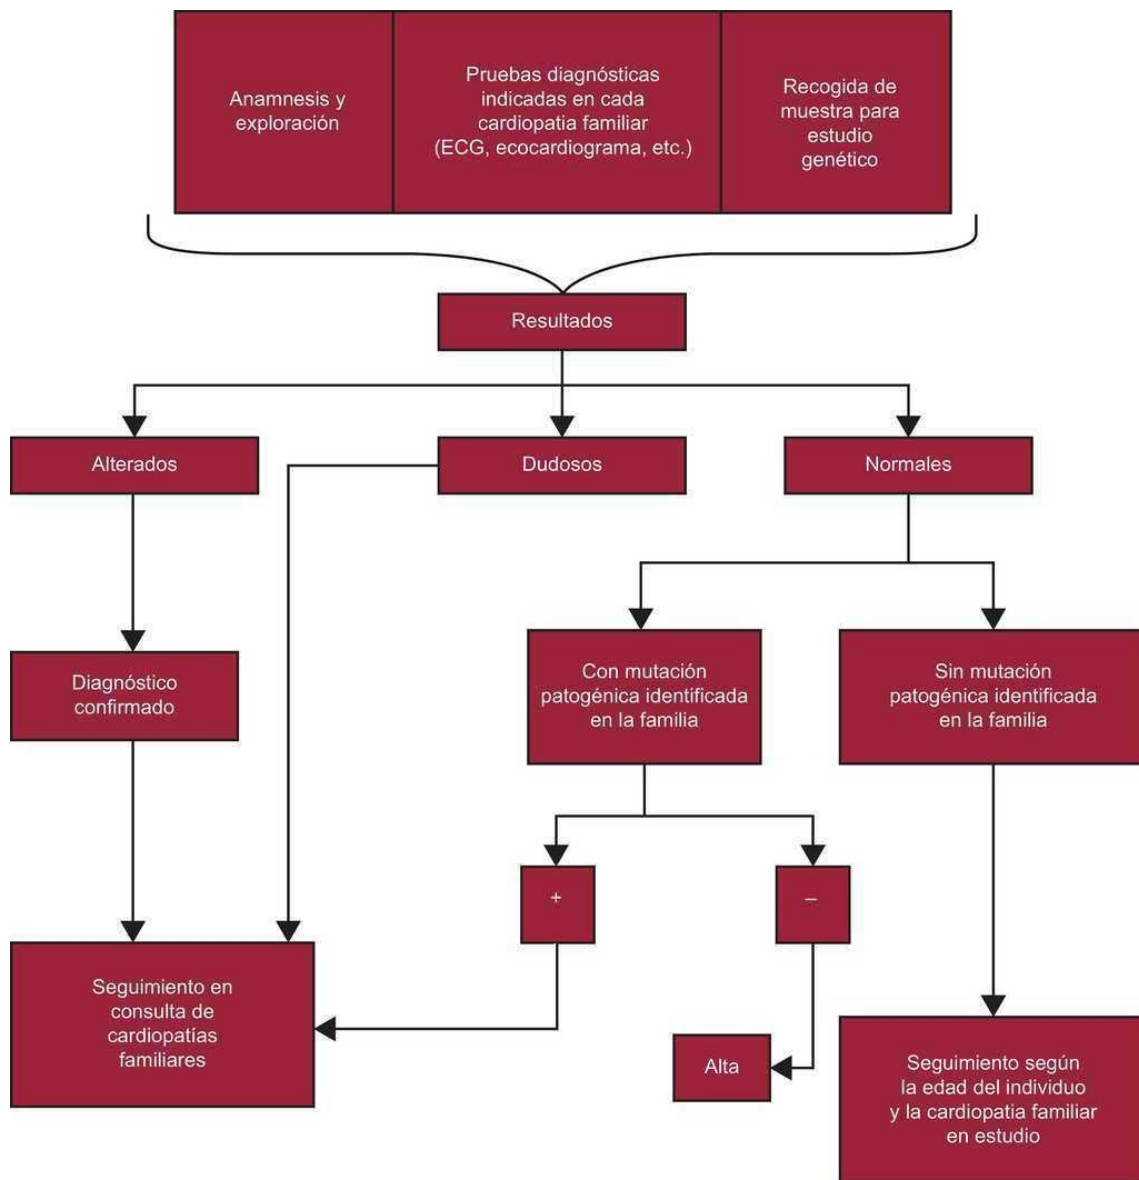 Anamnesis y
exploración
Pruebas diagnósticas
indicadas en cada
cardiopatia familiar
(ECG, ecocardiograma, etc.)
Recogida de
muestra para
estudio
genético
Resultados
Alterados
Dudosos
Normales
Diagnóstico
confirmado
Con mutación
patogénica identificada
en la familia
Sin mutación
patogénica identificada
en la familia
+
–
Seguimiento en
consulta de
cardiopatías
familiares
Alta
Seguimiento según
la edad del individuo
y la cardiopatia familiar
en estudio